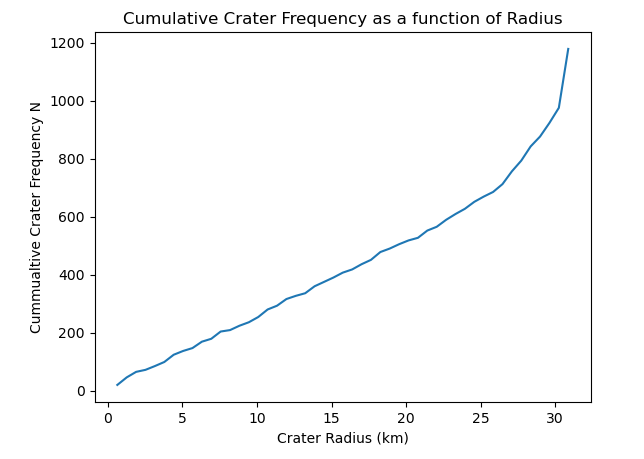 Cumulative Crater Frequency as a function of Radius
Cummualtive Crater Frequency N
1200
1000
800
600
400
200
0
0 5 10 15 20 25 30
Crater Radius (km)